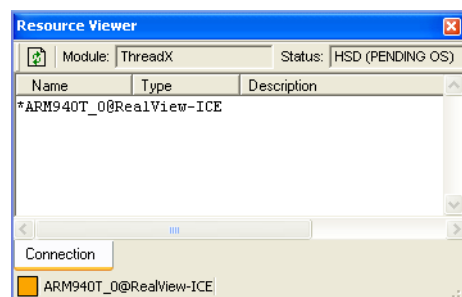 Resource Viewer
Module: ThreadX Status: HSD (PENDING OS)
Name Type Description
*ARM940T_0@RealView-ICE
Connection
ARM940T_0@RealView-ICE